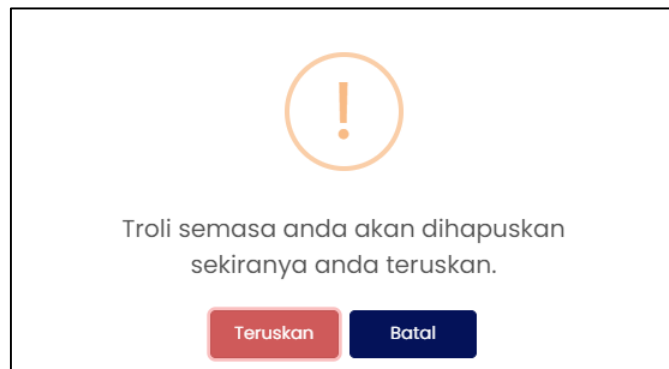 Troli semasa anda akan dihapuskan
sekiranya anda teruskan.
Teruskan
Batal